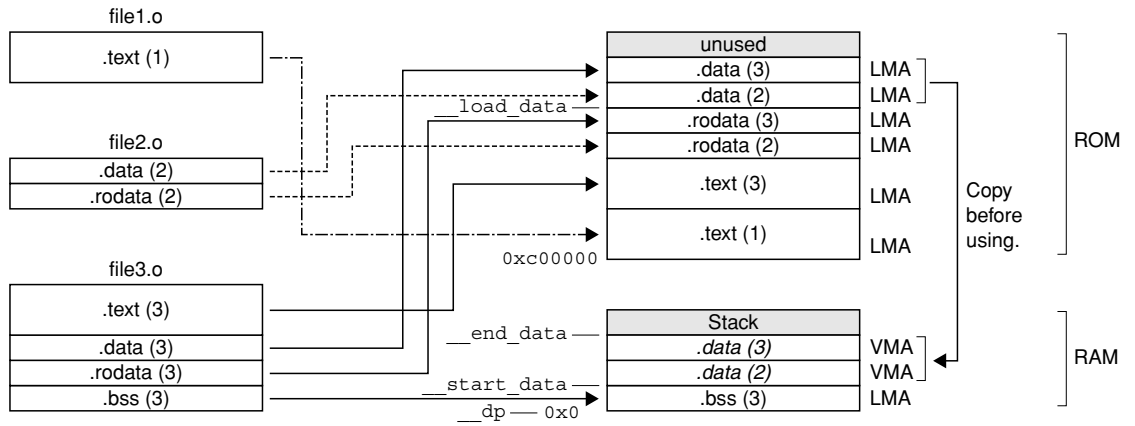 file1.o
.text (1)
file2.o
.data (2)
.rodata (2)
file3.o
.text (3)
.data (3)
.rodata (3)
.bss (3)
unused
.data (3) LMA
.data (2) LMA
__load_data
.rodata (3) LMA
.rodata (2) LMA
.text (3) LMA
.text (1) LMA
0xc00000
ROM
Copy
before
using.
Stack
__end_data
.data (3) VMA
.data (2) VMA
__start_data
.bss (3) LMA
__dp 0x0
RAM